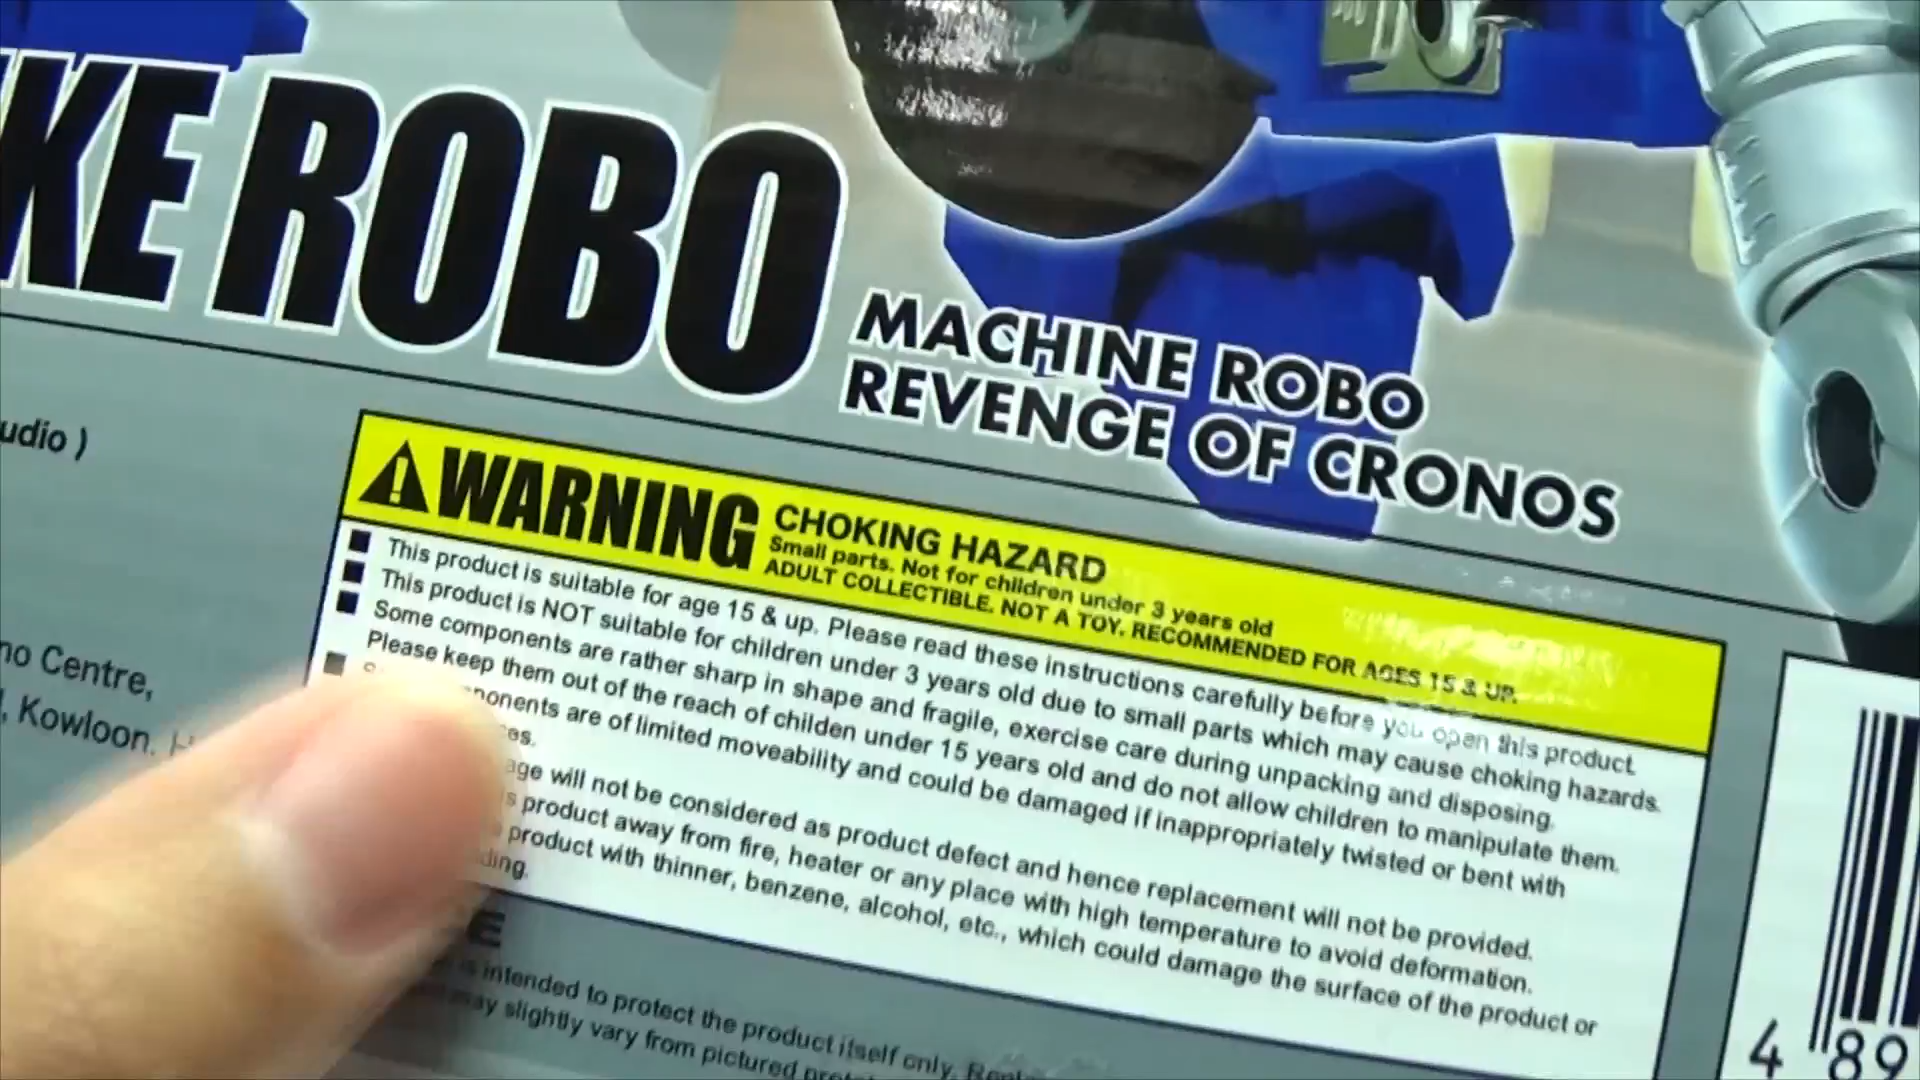 KE ROBO
MACHINE ROBO
REVENGE OF CRONOS
udio )
no Centre,
, Kowloon. H
WARNING
CHOKING HAZARD
Small parts. Not for children under 3 years old
ADULT COLLECTIBLE. NOT A TOY. RECOMMENDED FOR AGES 15 & UP.
This product is suitable for age 15 & up. Please read these instructions carefully before you open this product.
This product is NOT suitable for children under 3 years old due to small parts which may cause choking hazards.
Some components are rather sharp in shape and fragile, exercise care during unpacking and disposing.
Please keep them out of the reach of childen under 15 years old and do not allow children to manipulate them.
ponents are of limited moveability and could be damaged if inappropriately twisted or bent with
es.
age will not be considered as product defect and hence replacement will not be provided.
s product away from fire, heater or any place with high temperature to avoid deformation.
product with thinner, benzene, alcohol, etc., which could damage the surface of the product or
ding.
E
is intended to protect the product itself only.
may slightly vary from pictured
4 89